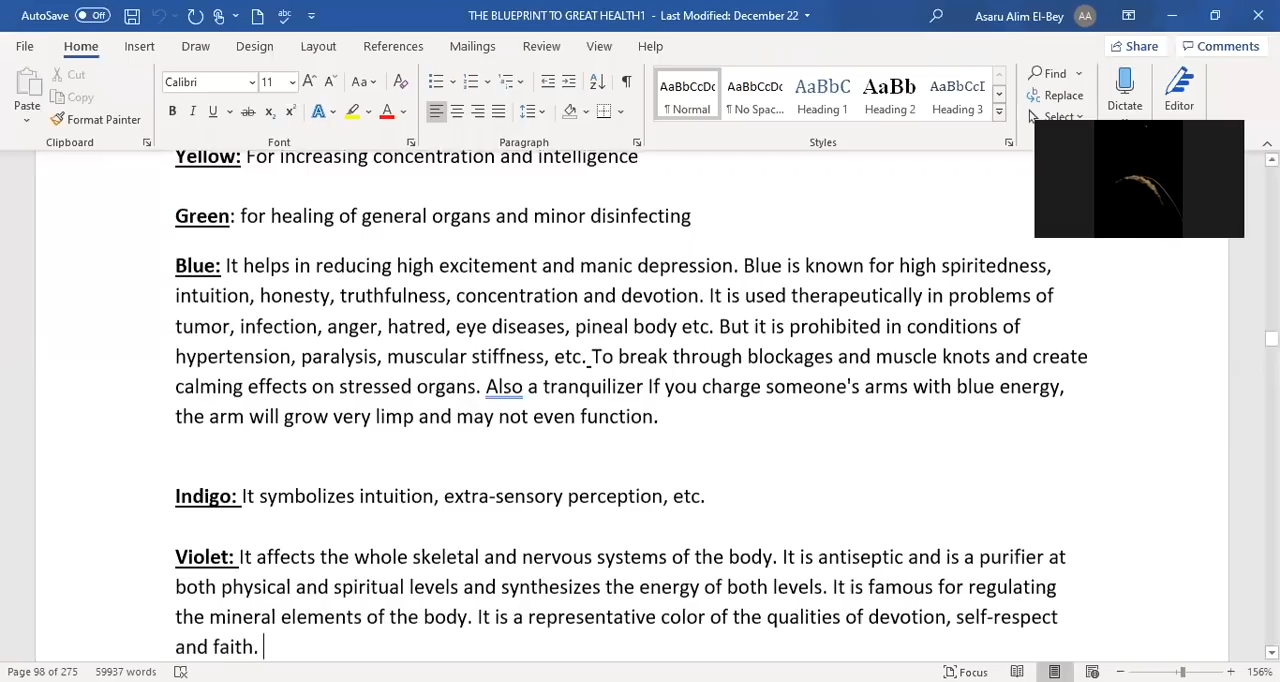 AutoSave Off THE BLUEPRINT TO GREAT HEALTH1 - Last Modified: December 22 Asaru Alim El-Bey AA
File Home Insert Draw Design Layout References Mailings Review View Help Share Comments
Paste Cut Copy Format Painter Calibri 11 Aa AaBbCcDc AaBbCcDc AaBbC AaBb AaBbCcI Find Replace Select Dictate Editor
B I U ab x₂ x² A A ¶ Normal ¶ No Spac... Heading 1 Heading 2 Heading 3
Clipboard Font Paragraph Styles
Yellow: For increasing concentration and intelligence
Green: for healing of general organs and minor disinfecting
Blue: It helps in reducing high excitement and manic depression. Blue is known for high spiritedness,
intuition, honesty, truthfulness, concentration and devotion. It is used therapeutically in problems of
tumor, infection, anger, hatred, eye diseases, pineal body etc. But it is prohibited in conditions of
hypertension, paralysis, muscular stiffness, etc. To break through blockages and muscle knots and create
calming effects on stressed organs. Also a tranquilizer If you charge someone's arms with blue energy,
the arm will grow very limp and may not even function.
Indigo: It symbolizes intuition, extra-sensory perception, etc.
Violet: It affects the whole skeletal and nervous systems of the body. It is antiseptic and is a purifier at
both physical and spiritual levels and synthesizes the energy of both levels. It is famous for regulating
the mineral elements of the body. It is a representative color of the qualities of devotion, self-respect
and faith.
Page 98 of 275 59937 words Focus 156%